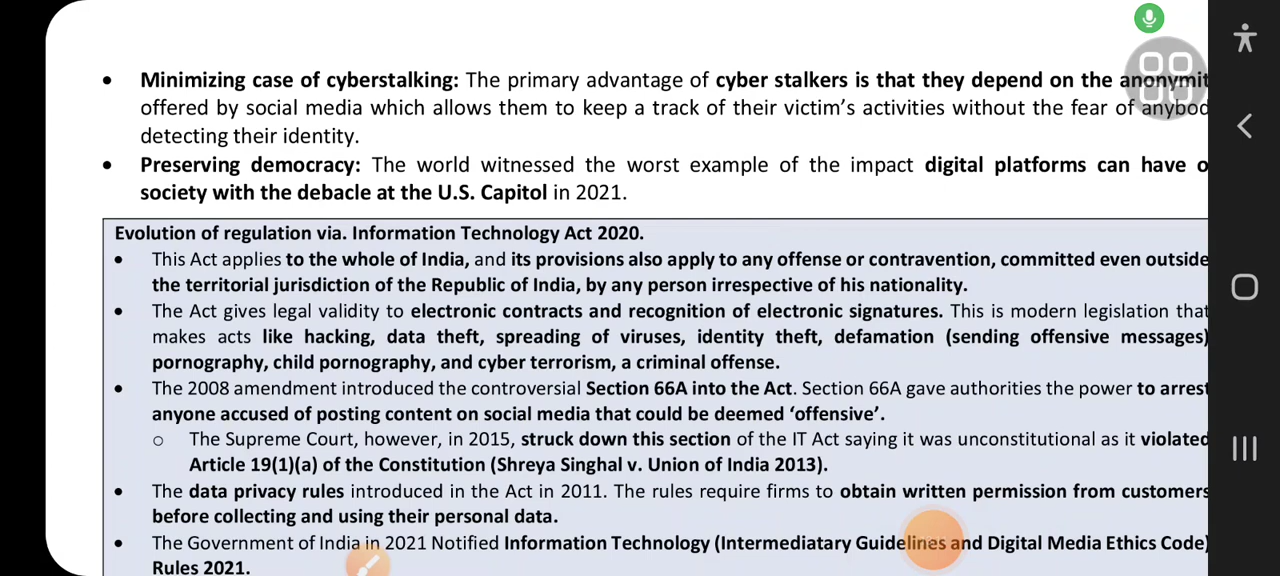 • Minimizing case of cyberstalking: The primary advantage of cyber stalkers is that they depend on the anonymit
offered by social media which allows them to keep a track of their victim's activities without the fear of anybod
detecting their identity.
• Preserving democracy: The world witnessed the worst example of the impact digital platforms can have o
society with the debacle at the U.S. Capitol in 2021.
Evolution of regulation via. Information Technology Act 2020.
• This Act applies to the whole of India, and its provisions also apply to any offense or contravention, committed even outside
the territorial jurisdiction of the Republic of India, by any person irrespective of his nationality.
• The Act gives legal validity to electronic contracts and recognition of electronic signatures. This is modern legislation that
makes acts like hacking, data theft, spreading of viruses, identity theft, defamation (sending offensive messages)
pornography, child pornography, and cyber terrorism, a criminal offense.
• The 2008 amendment introduced the controversial Section 66A into the Act. Section 66A gave authorities the power to arrest
anyone accused of posting content on social media that could be deemed 'offensive'.
o The Supreme Court, however, in 2015, struck down this section of the IT Act saying it was unconstitutional as it violated
Article 19(1)(a) of the Constitution (Shreya Singhal v. Union of India 2013).
• The data privacy rules introduced in the Act in 2011. The rules require firms to obtain written permission from customers
before collecting and using their personal data.
• The Government of India in 2021 Notified Information Technology (Intermediatary Guidelines and Digital Media Ethics Code)
Rules 2021.